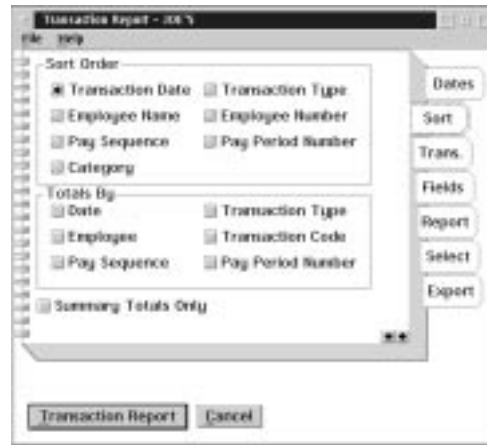 Transaction Report - JOE'S
File Help
Sort Order
Transaction Date Transaction Type
Employee Name Employee Number
Pay Sequence Pay Period Number
Category
Totals By
Date Transaction Type
Employee Transaction Code
Pay Sequence Pay Period Number
Summary Totals Only
Dates
Sort
Trans.
Fields
Report
Select
Export
Transaction Report Cancel